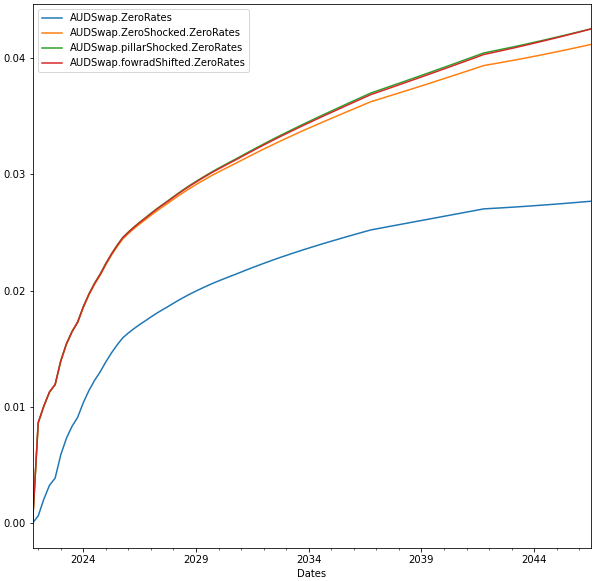 AUDSwap.ZeroRates
AUDSwap.ZeroShocked.ZeroRates
AUDSwap.pillarShocked.ZeroRates
AUDSwap.fowradShifted.ZeroRates
0.04
0.03
0.02
0.01
0.00
2024 2029 2034 2039 2044
Dates